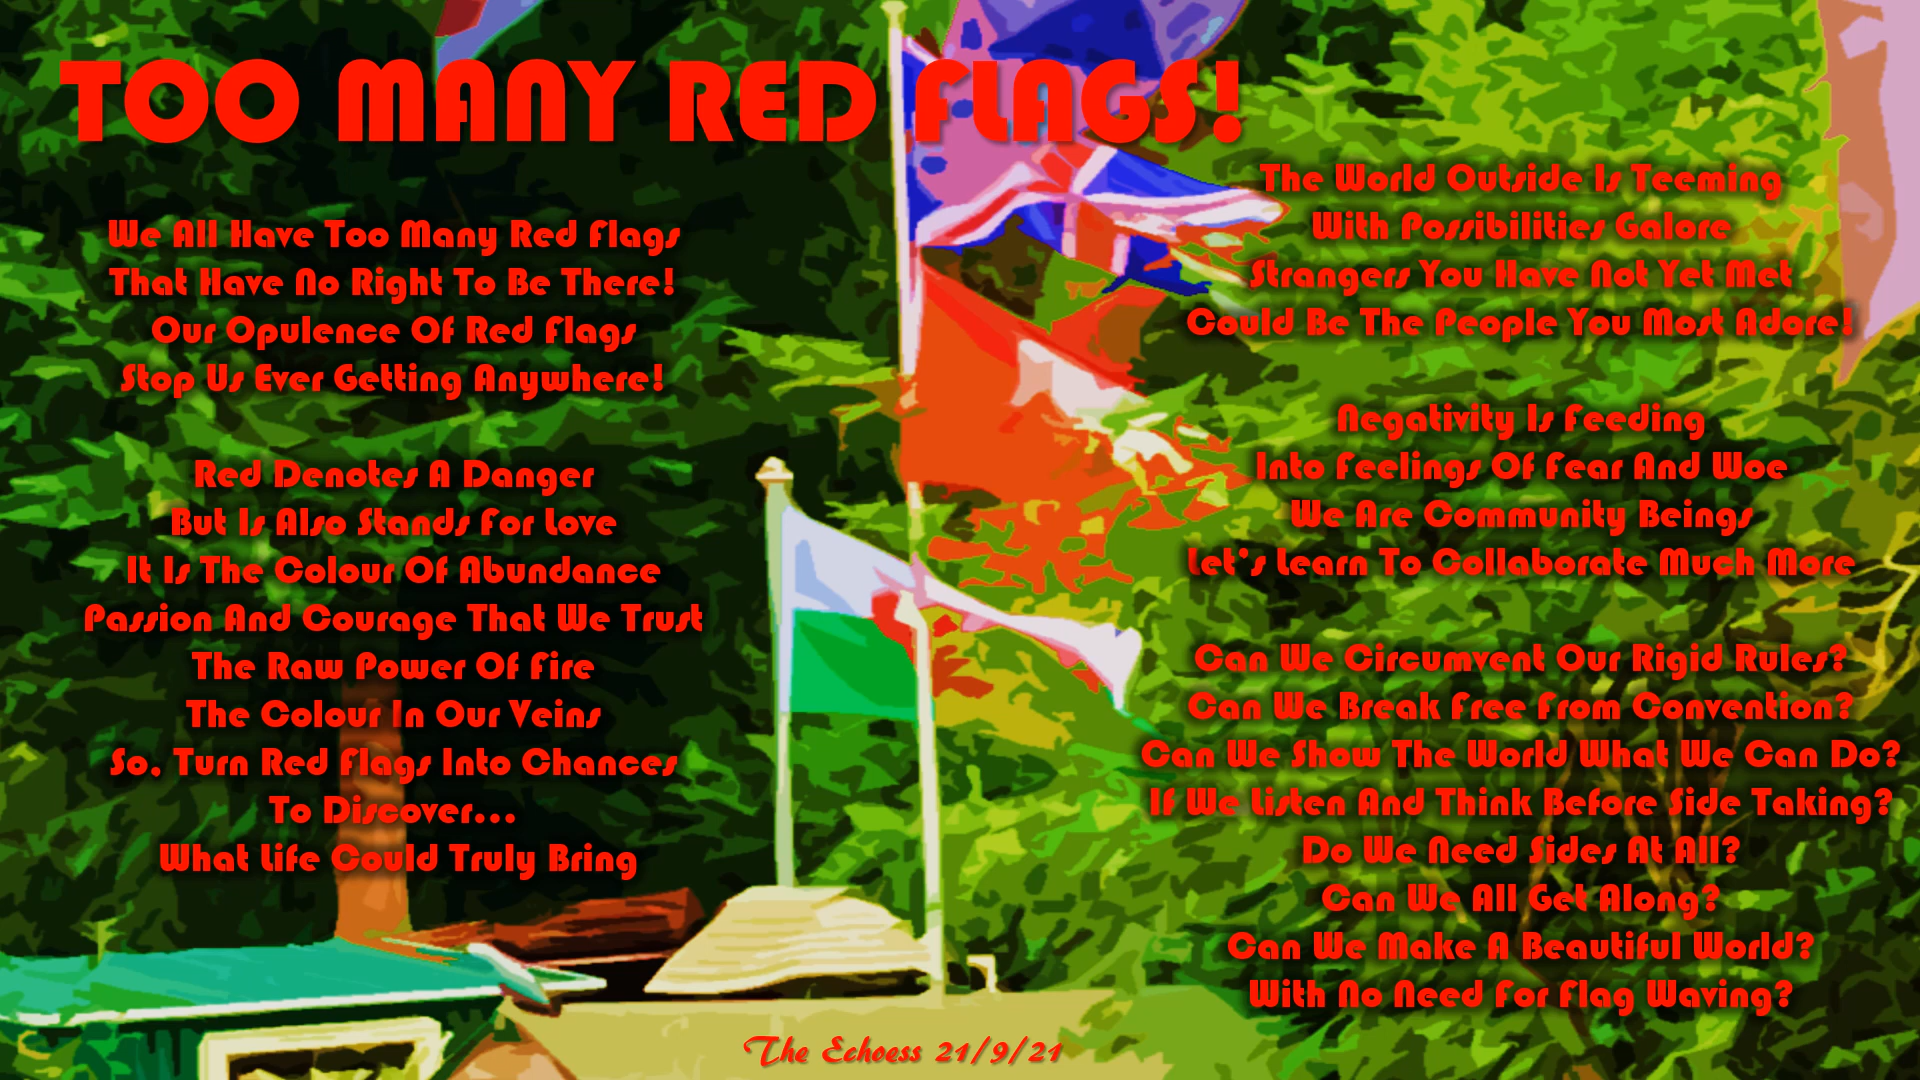 TOO MANY RED FLAGS!
We All Have Too Many Red Flags
That Have No Right To Be There!
Our Opulence Of Red Flags
Stop Us Ever Getting Anywhere!
Red Denotes A Danger
But Is Also Stands For Love
It Is The Colour Of Abundance
Passion And Courage That We Trust
The Raw Power Of Fire
The Colour In Our Veins
So, Turn Red Flags Into Chances
To Discover...
What Life Could Truly Bring
The World Outside Is Teeming
With Possibilities Galore
Strangers You Have Not Yet Met
Could Be The People You Most Adore!
Negativity Is Feeding
Into Feelings Of Fear And Woe
We Are Community Beings
Let's Learn To Collaborate Much More
Can We Circumvent Our Rigid Rules?
Can We Break Free From Convention?
Can We Show The World What We Can Do?
If We Listen And Think Before Side Taking?
Do We Need Sides At All?
Can We All Get Along?
Can We Make A Beautiful World?
With No Need For Flag Waving?
The Echoess 21/9/21